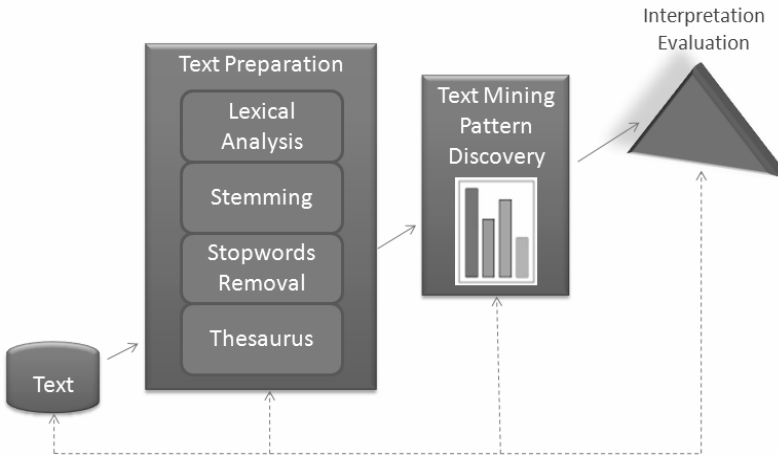 Interpretation
Evaluation
Text Preparation
Lexical
Analysis
Stemming
Stopwords
Removal
Thesaurus
Text Mining
Pattern
Discovery
Text